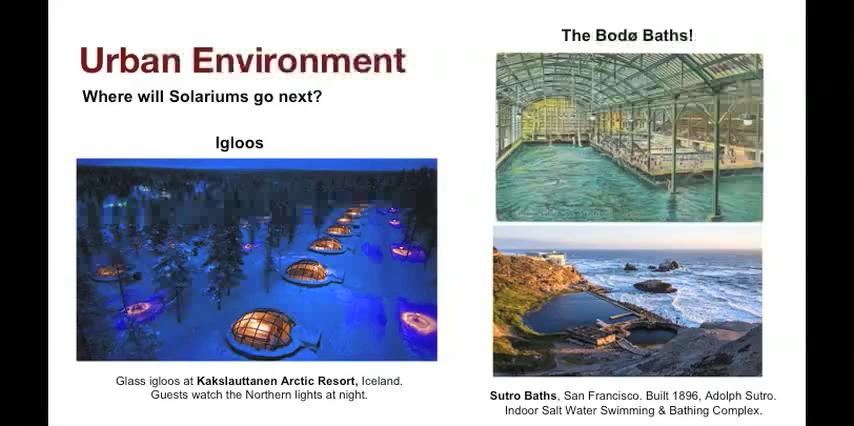 Urban Environment
Where will Solariums go next?
Igloos
Glass igloos at Kakslauttanen Arctic Resort, Iceland.
Guests watch the Northern lights at night.
The Bodø Baths!
Sutro Baths, San Francisco. Built 1896, Adolph Sutro.
Indoor Salt Water Swimming & Bathing Complex.